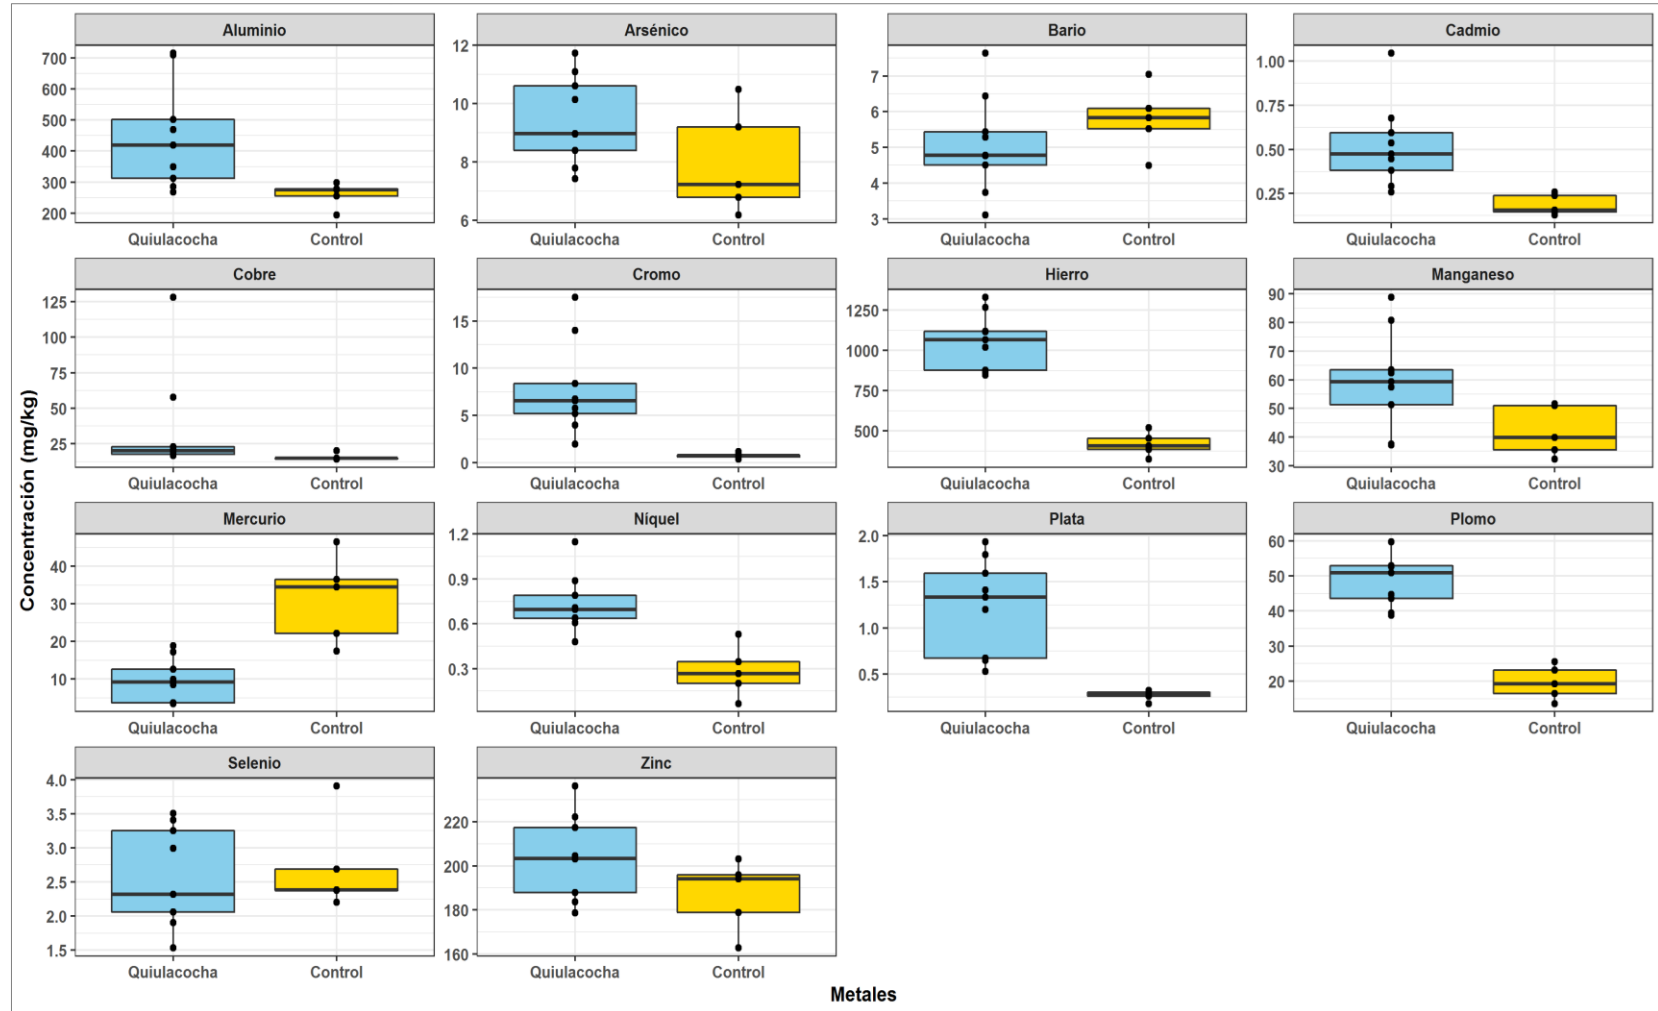 Concentración (mg/kg)
Aluminio
700
600
500
400
300
200
Quiulacocha Control
Arsénico
12
10
8
6
Quiulacocha Control
Bario
7
6
5
4
3
Quiulacocha Control
Cadmio
1.00
0.75
0.50
0.25
Quiulacocha Control
Cobre
125
100
75
50
25
Quiulacocha Control
Cromo
15
10
5
0
Quiulacocha Control
Hierro
1250
1000
750
500
Quiulacocha Control
Manganeso
90
80
70
60
50
40
30
Quiulacocha Control
Mercurio
40
30
20
10
Quiulacocha Control
Níquel
1.2
0.9
0.6
0.3
Quiulacocha Control
Plata
2.0
1.5
1.0
0.5
Quiulacocha Control
Plomo
60
50
40
30
20
Quiulacocha Control
Selenio
4.0
3.5
3.0
2.5
2.0
1.5
Quiulacocha Control
Zinc
220
200
180
160
Quiulacocha Control
Metales